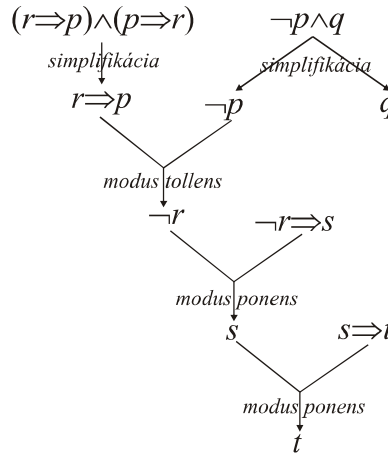 (r⇒p)∧(p⇒r) ¬p∧q
simplifikácia simplifikácia
r⇒p ¬p q
modus tollens
¬r ¬r⇒s
modus ponens
s s⇒t
modus ponens
t